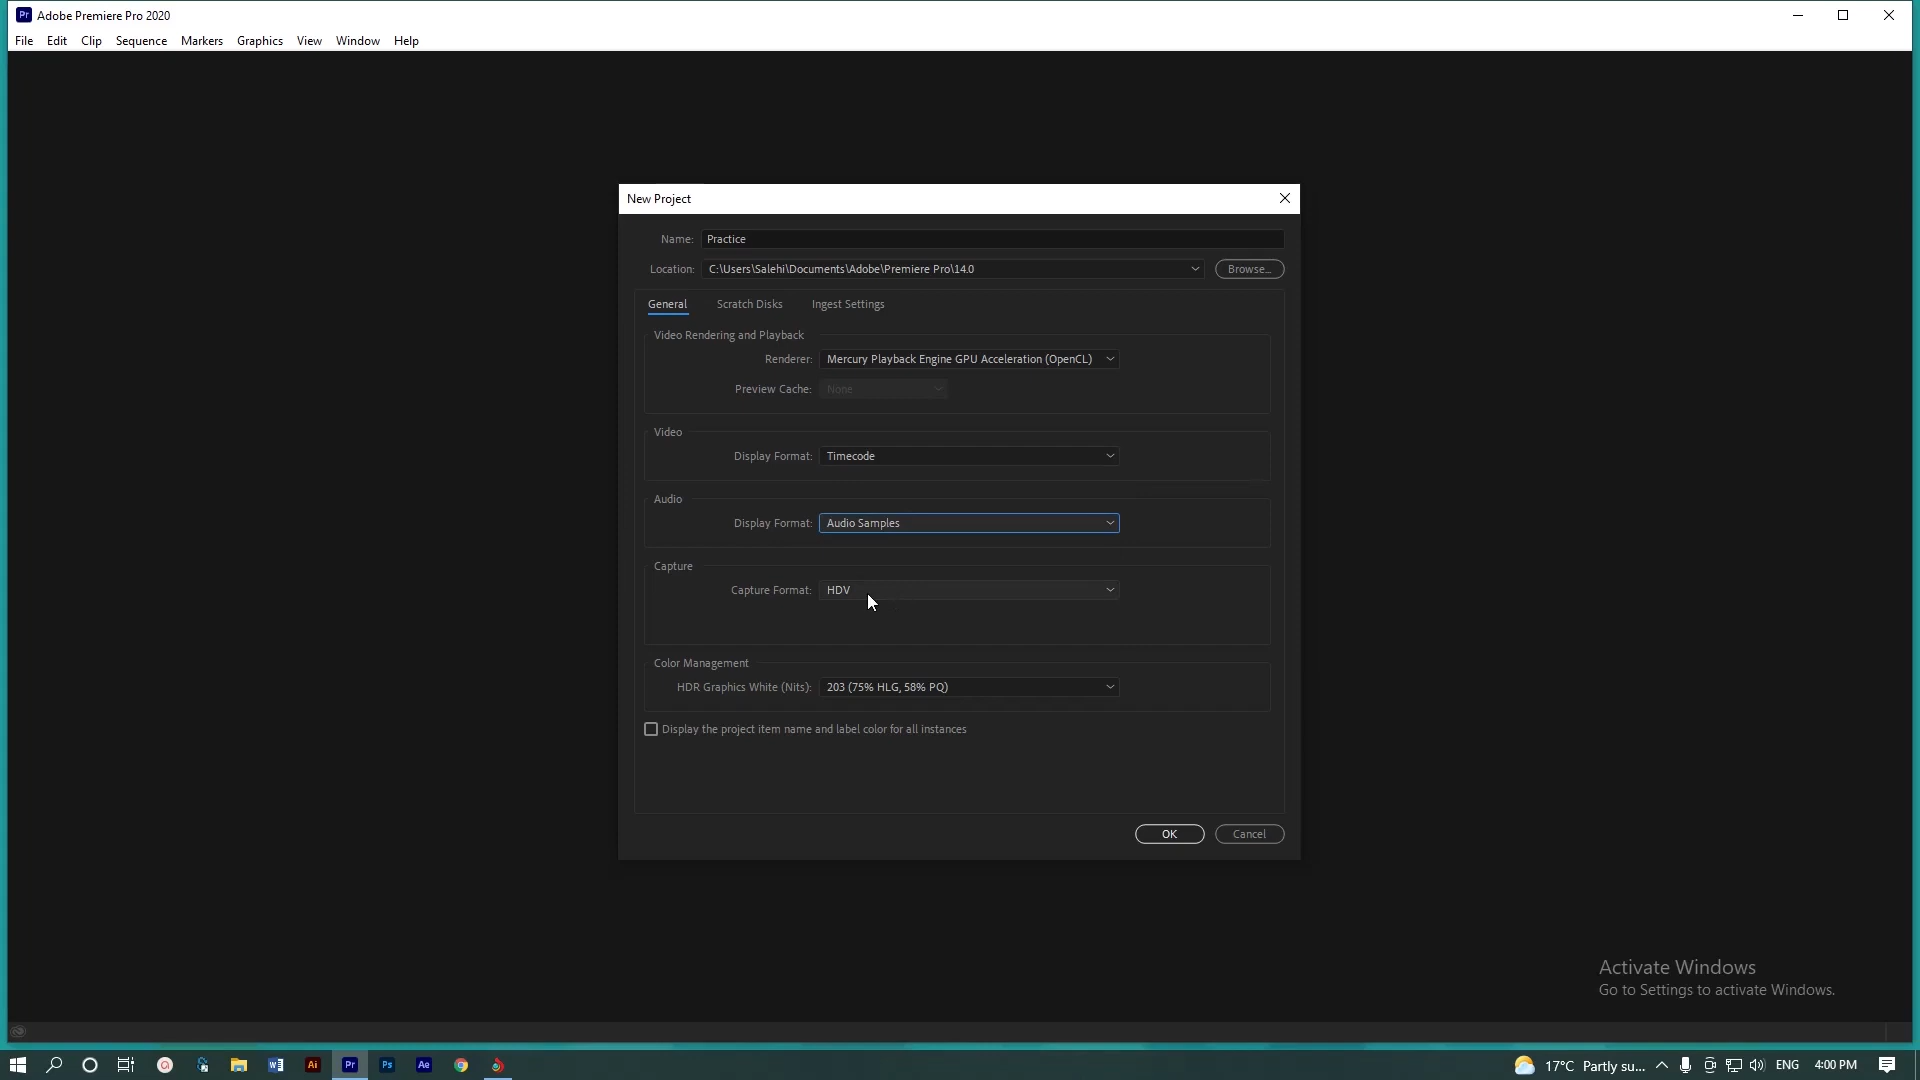 Pr Adobe Premiere Pro 2020
File Edit Clip Sequence Markers Graphics View Window Help
New Project
Name: Practice
Location: C:\Users\Salehi\Documents\Adobe\Premiere Pro\14.0 Browse...
General Scratch Disks Ingest Settings
Video Rendering and Playback
Renderer: Mercury Playback Engine GPU Acceleration (OpenCL)
Preview Cache: None
Video
Display Format: Timecode
Audio
Display Format: Audio Samples
Capture
Capture Format: HDV
Color Management
HDR Graphics White (Nits): 203 (75% HLG, 58% PQ)
Display the project item name and label color for all instances
OK Cancel
Activate Windows
Go to Settings to activate Windows.
Ai Pr Ps Ae 17°C Partly su... ENG 4:00 PM